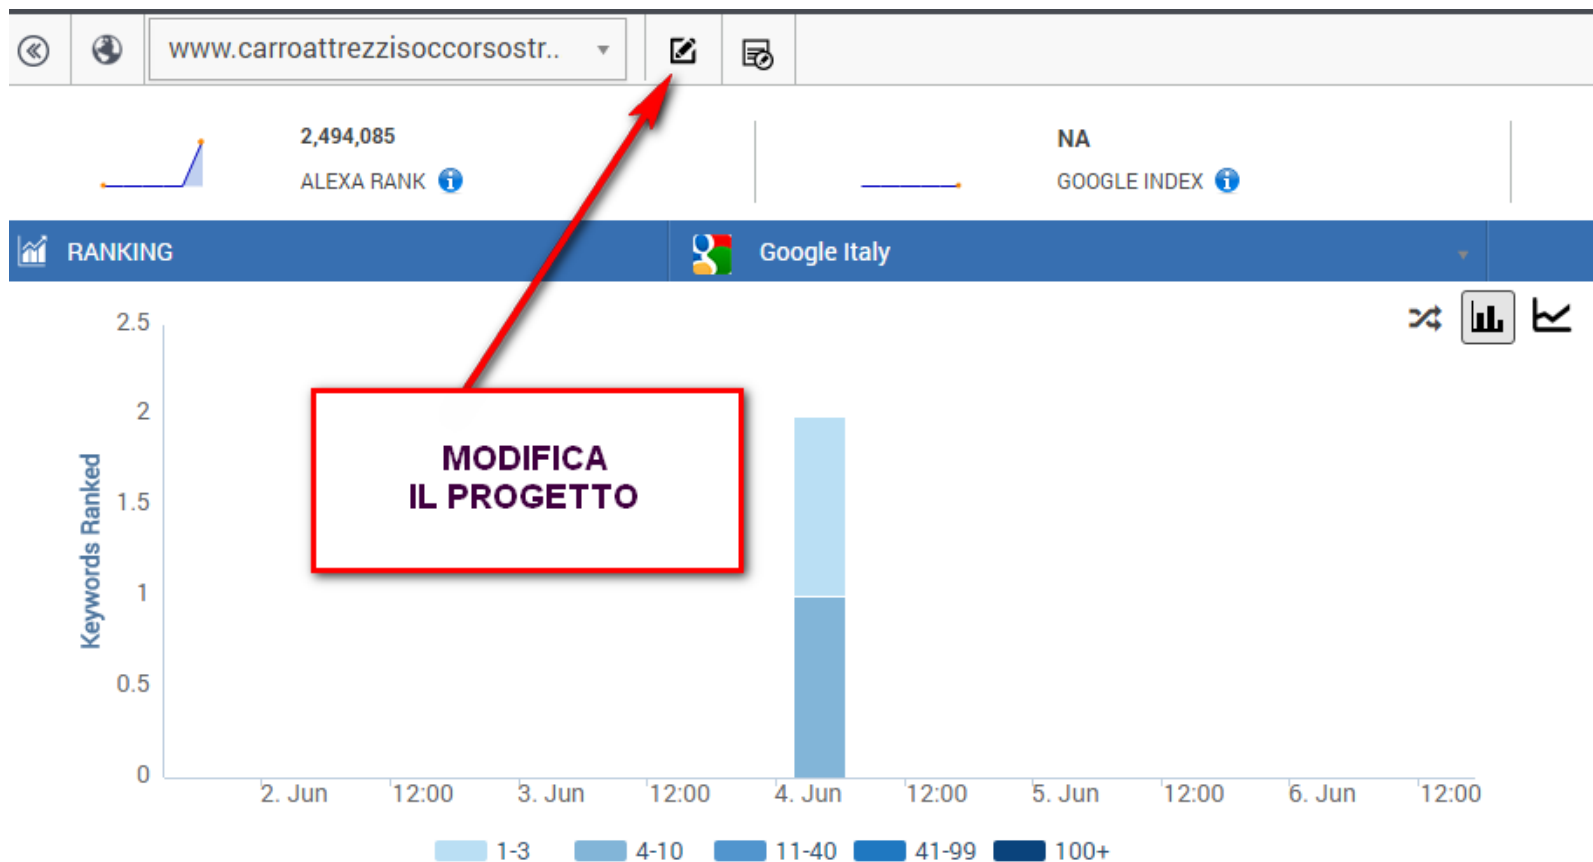 www.carroattrezzisoccorsostr..
2,494,085
ALEXA RANK
NA
GOOGLE INDEX
RANKING
Google Italy
2.5
2
1.5
1
0.5
0
Keywords Ranked
MODIFICA
IL PROGETTO
2. Jun 12:00 3. Jun 12:00 4. Jun 12:00 5. Jun 12:00 6. Jun 12:00
1-3 4-10 11-40 41-99 100+